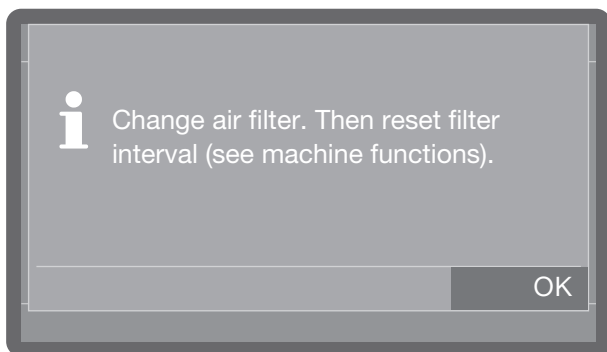 Change air filter. Then reset filter
interval (see machine functions).
OK